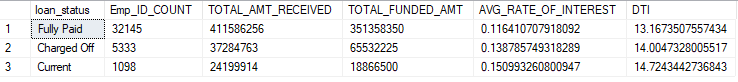 loan_status Emp_ID_COUNT TOTAL_AMT_RECEIVED TOTAL_FUNDED_AMT AVG_RATE_OF_INTEREST DTI
1 Fully Paid 32145 411586256 351358350 0.116410707918092 13.1673507557434
2 Charged Off 5333 37284763 65532225 0.138785749318289 14.0047328005517
3 Current 1098 24199914 18866500 0.150993260800947 14.7243442736843